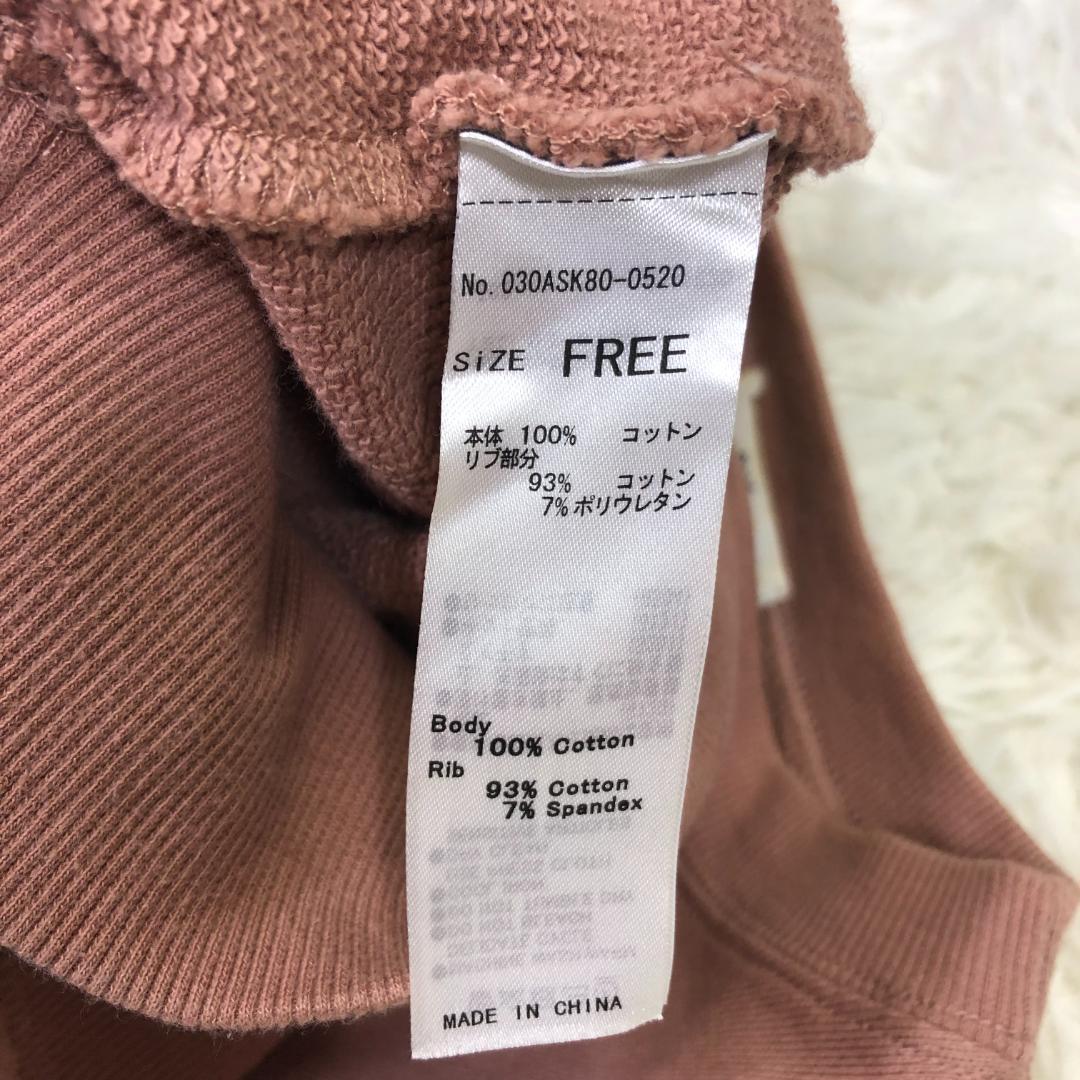 No. 030ASK80-0520
SiZE FREE
本体 100% コットン
リブ部分
93% コットン
7% ポリウレタン
Body
100% Cotton
Rib
93% Cotton
7% Spandex
MADE IN CHINA